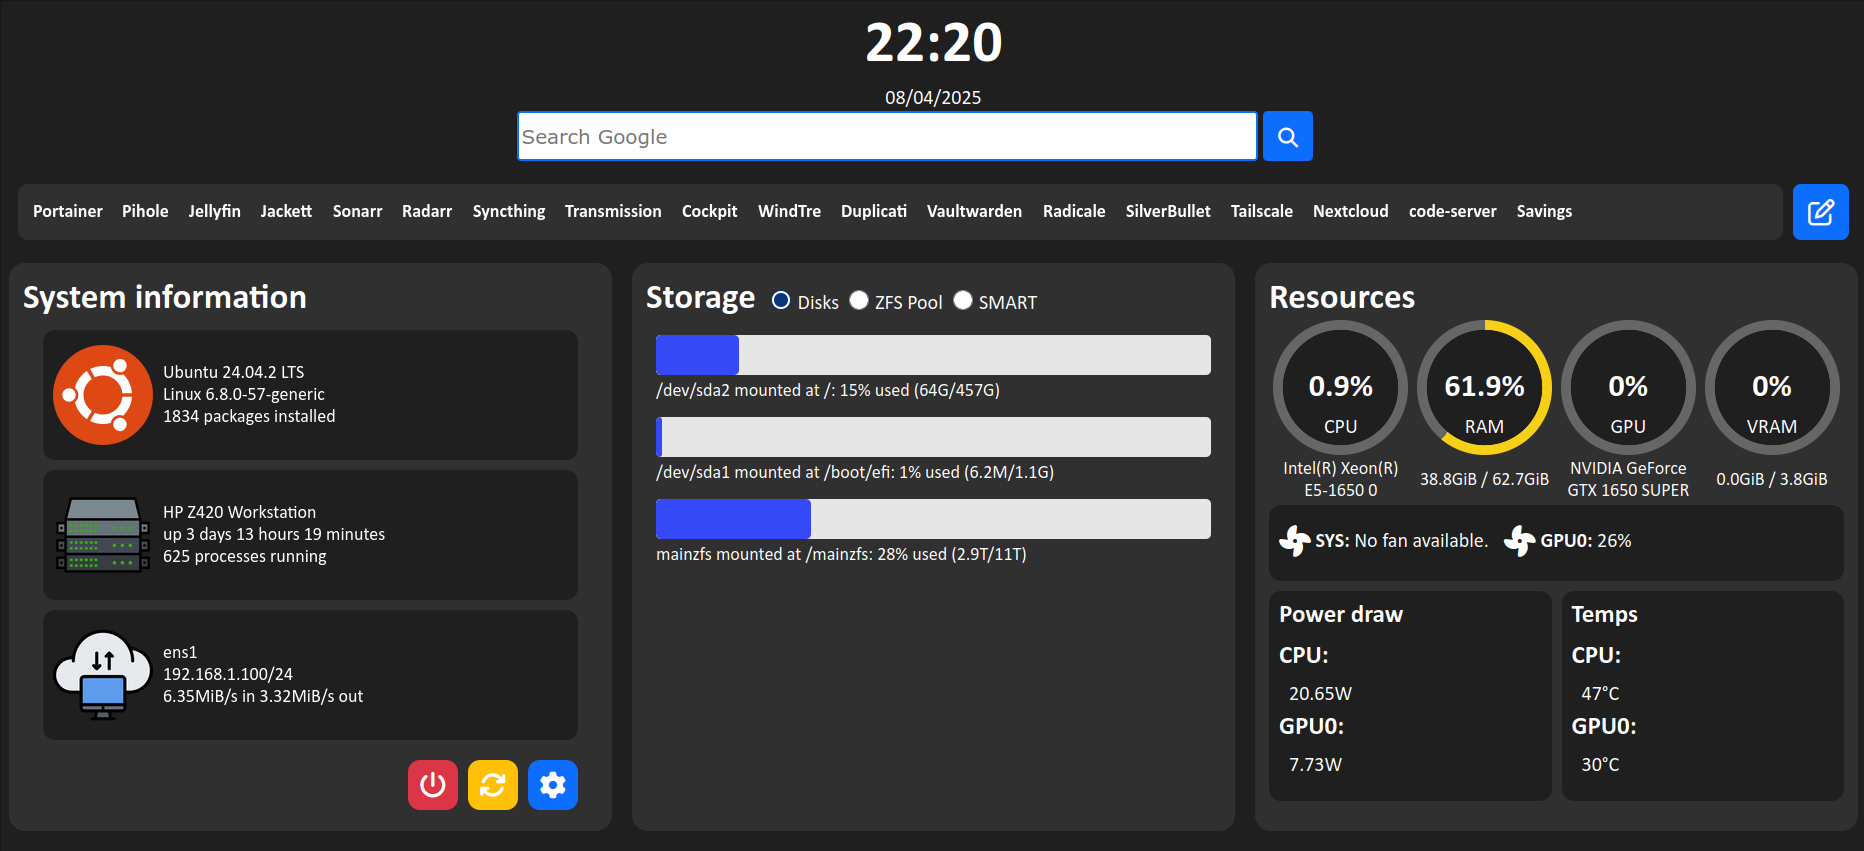 22:20
08/04/2025
Search Google
Portainer Pihole Jellyfin Jackett Sonarr Radarr Syncthing Transmission Cockpit WindTre Duplicati Vaultwarden Radicale SilverBullet Tailscale Nextcloud code-server Savings
System information
Ubuntu 24.04.2 LTS
Linux 6.8.0-57-generic
1834 packages installed
HP Z420 Workstation
up 3 days 13 hours 19 minutes
625 processes running
ens1
192.168.1.100/24
6.35MiB/s in 3.32MiB/s out
Storage Disks ZFS Pool SMART
/dev/sda2 mounted at /: 15% used (64G/457G)
/dev/sda1 mounted at /boot/efi: 1% used (6.2M/1.1G)
mainzfs mounted at /mainzfs: 28% used (2.9T/11T)
Resources
0.9%
CPU
Intel(R) Xeon(R)
E5-1650 0
61.9%
RAM
38.8GiB / 62.7GiB
0%
GPU
NVIDIA GeForce
GTX 1650 SUPER
0%
VRAM
0.0GiB / 3.8GiB
SYS: No fan available. GPU0: 26%
Power draw
CPU:
20.65W
GPU0:
7.73W
Temps
CPU:
47°C
GPU0:
30°C